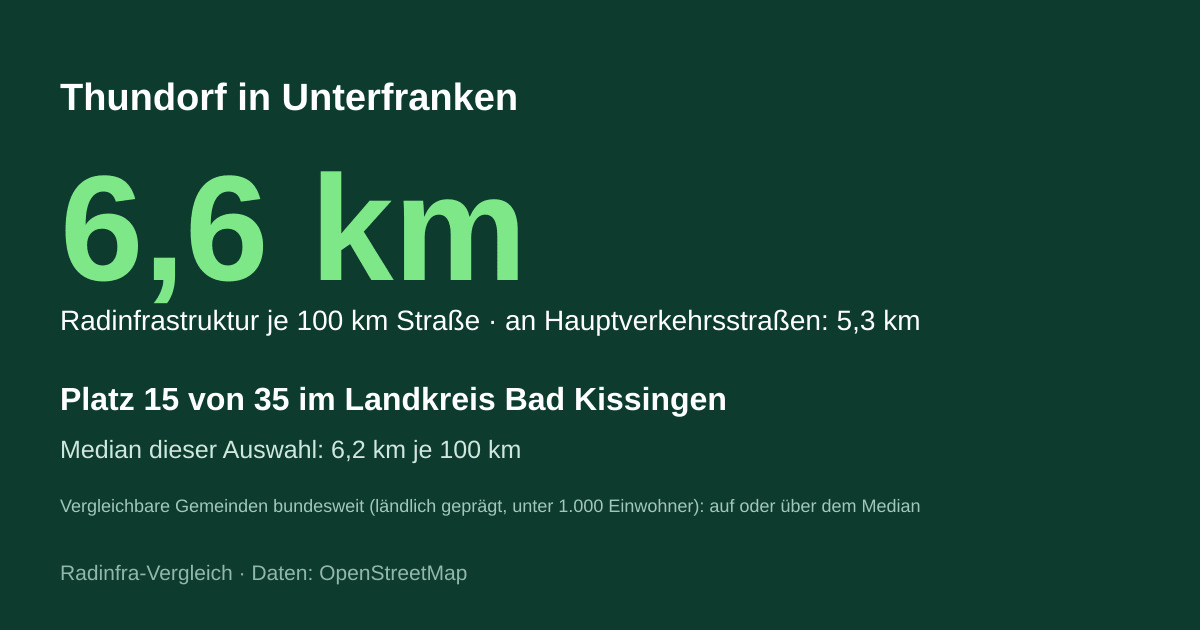 Thundorf in Unterfranken
6,6 km
Radinfrastruktur je 100 km Straße · an Hauptverkehrsstraßen: 5,3 km
Platz 15 von 35 im Landkreis Bad Kissingen
Median dieser Auswahl: 6,2 km je 100 km
Vergleichbare Gemeinden bundesweit (ländlich geprägt, unter 1.000 Einwohner): auf oder über dem Median
Radinfra-Vergleich · Daten: OpenStreetMap